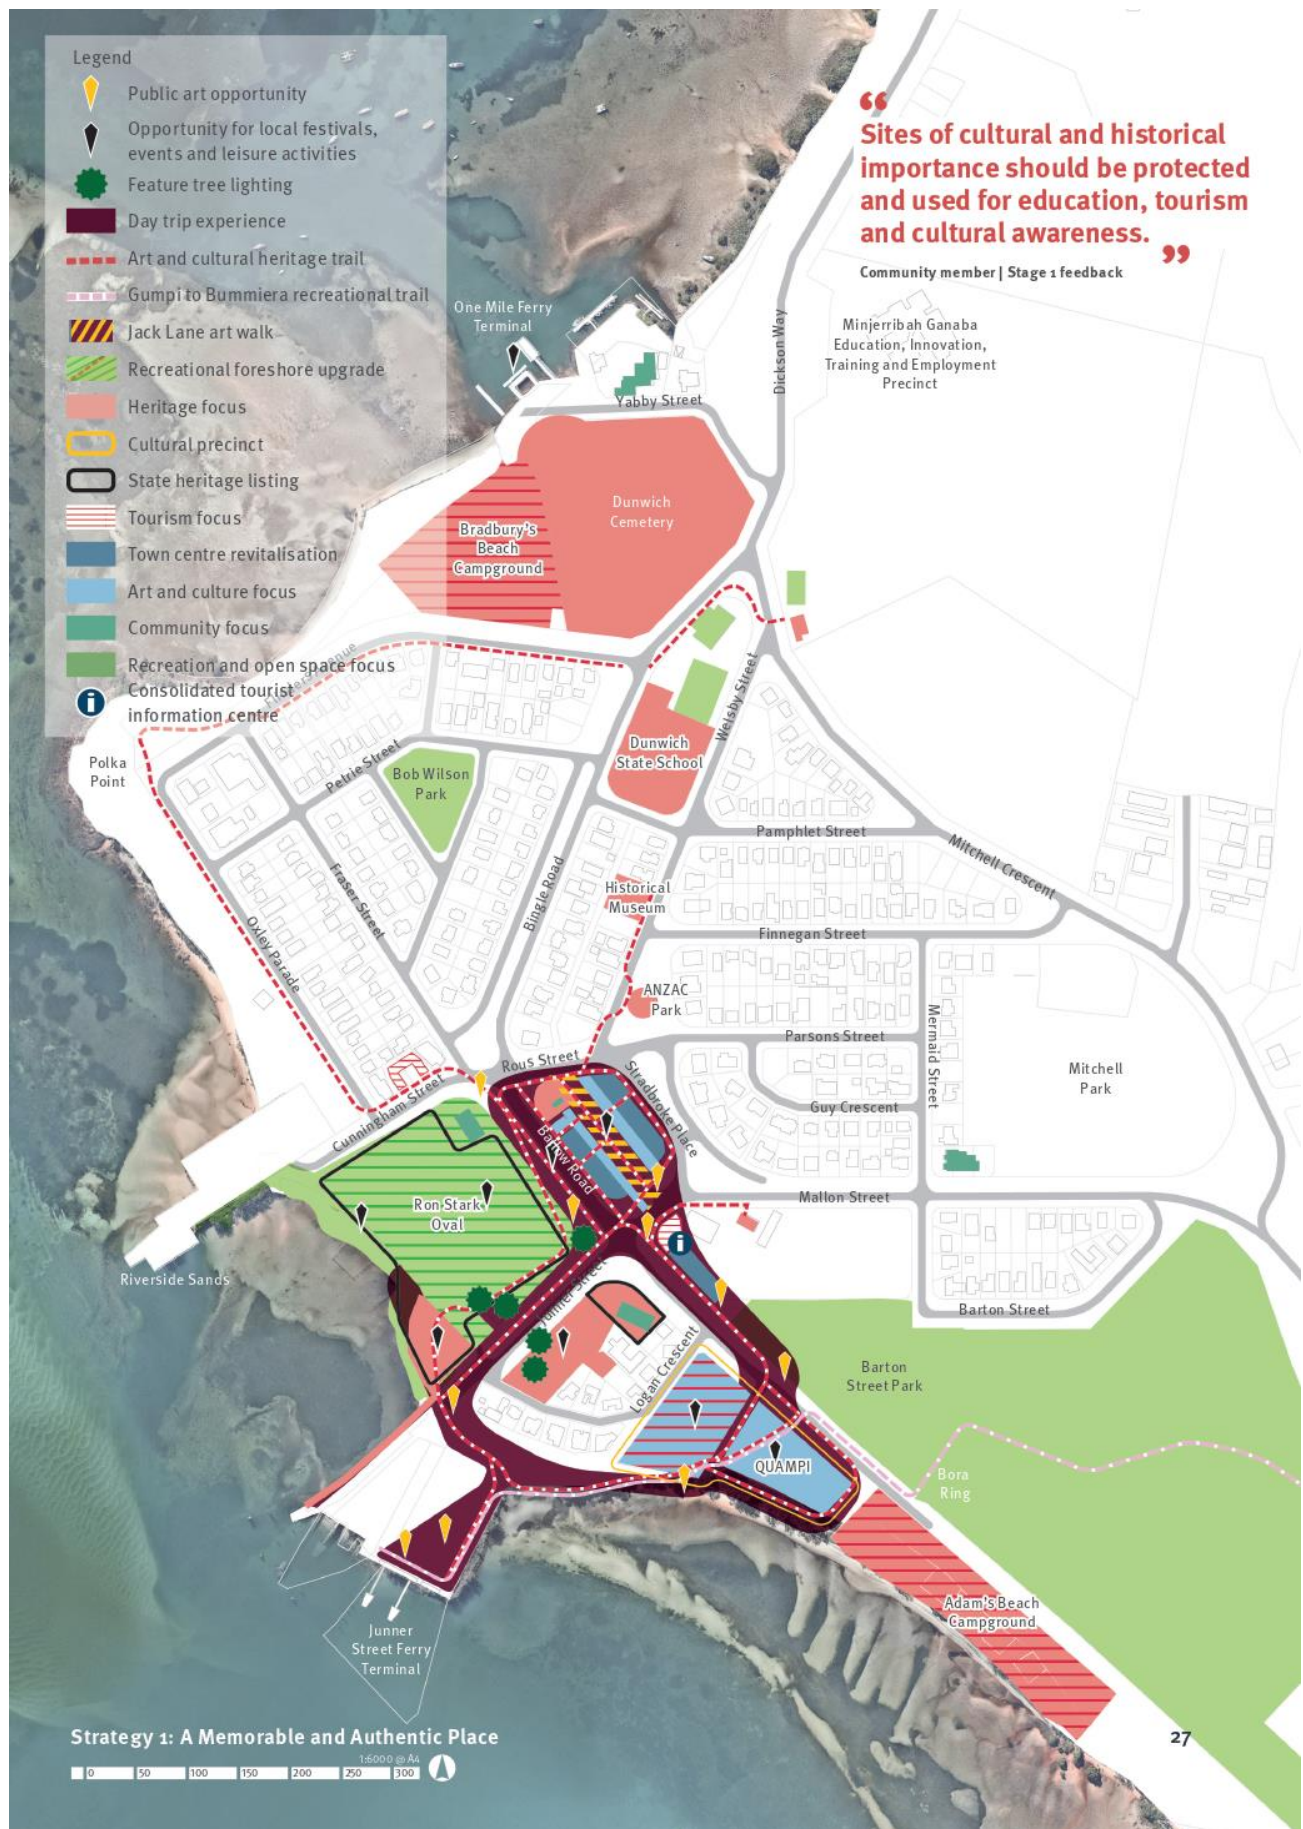 Legend
Public art opportunity
Opportunity for local festivals,
events and leisure activities
Feature tree lighting
Day trip experience
Art and cultural heritage trail
Gumpi to Bummiera recreational trail
Jack Lane art walk
Recreational foreshore upgrade
Heritage focus
Cultural precinct
State heritage listing
Tourism focus
Town centre revitalisation
Art and culture focus
Community focus
Recreation and open space focus
Consolidated tourist
information centre
i
“
Sites of cultural and historical
importance should be protected
and used for education, tourism
and cultural awareness.
”
Community member | Stage 1 feedback
One Mile Ferry
Terminal
Minjerribah Ganaba
Education, Innovation,
Training and Employment
Precinct
Dickson Way
Yabby Street
Dunwich
Cemetery
Bradbury's
Beach
Campground
Polka
Point
Petrie Street
Bob Wilson
Park
Dunwich
State School
Welsby Street
Pamphlet Street
Mitchell Crescent
Fraser Street
Bingle Road
Historical
Museum
Finnegan Street
Oxley Parade
ANZAC
Park
Parsons Street
Mermaid Street
Mitchell
Park
Rous Street
Stradbroke Place
Guy Crescent
Cunningham Street
Ballow Road
Mallon Street
Ron Stark
Oval
i
Riverside Sands
Junner Street
Barton Street
Logan Crescent
Barton
Street Park
QUAMPI
Bora
Ring
Adam's Beach
Campground
Junner
Street Ferry
Terminal
Strategy 1: A Memorable and Authentic Place
1:6000 @ A4
0 50 100 150 200 250 300
27